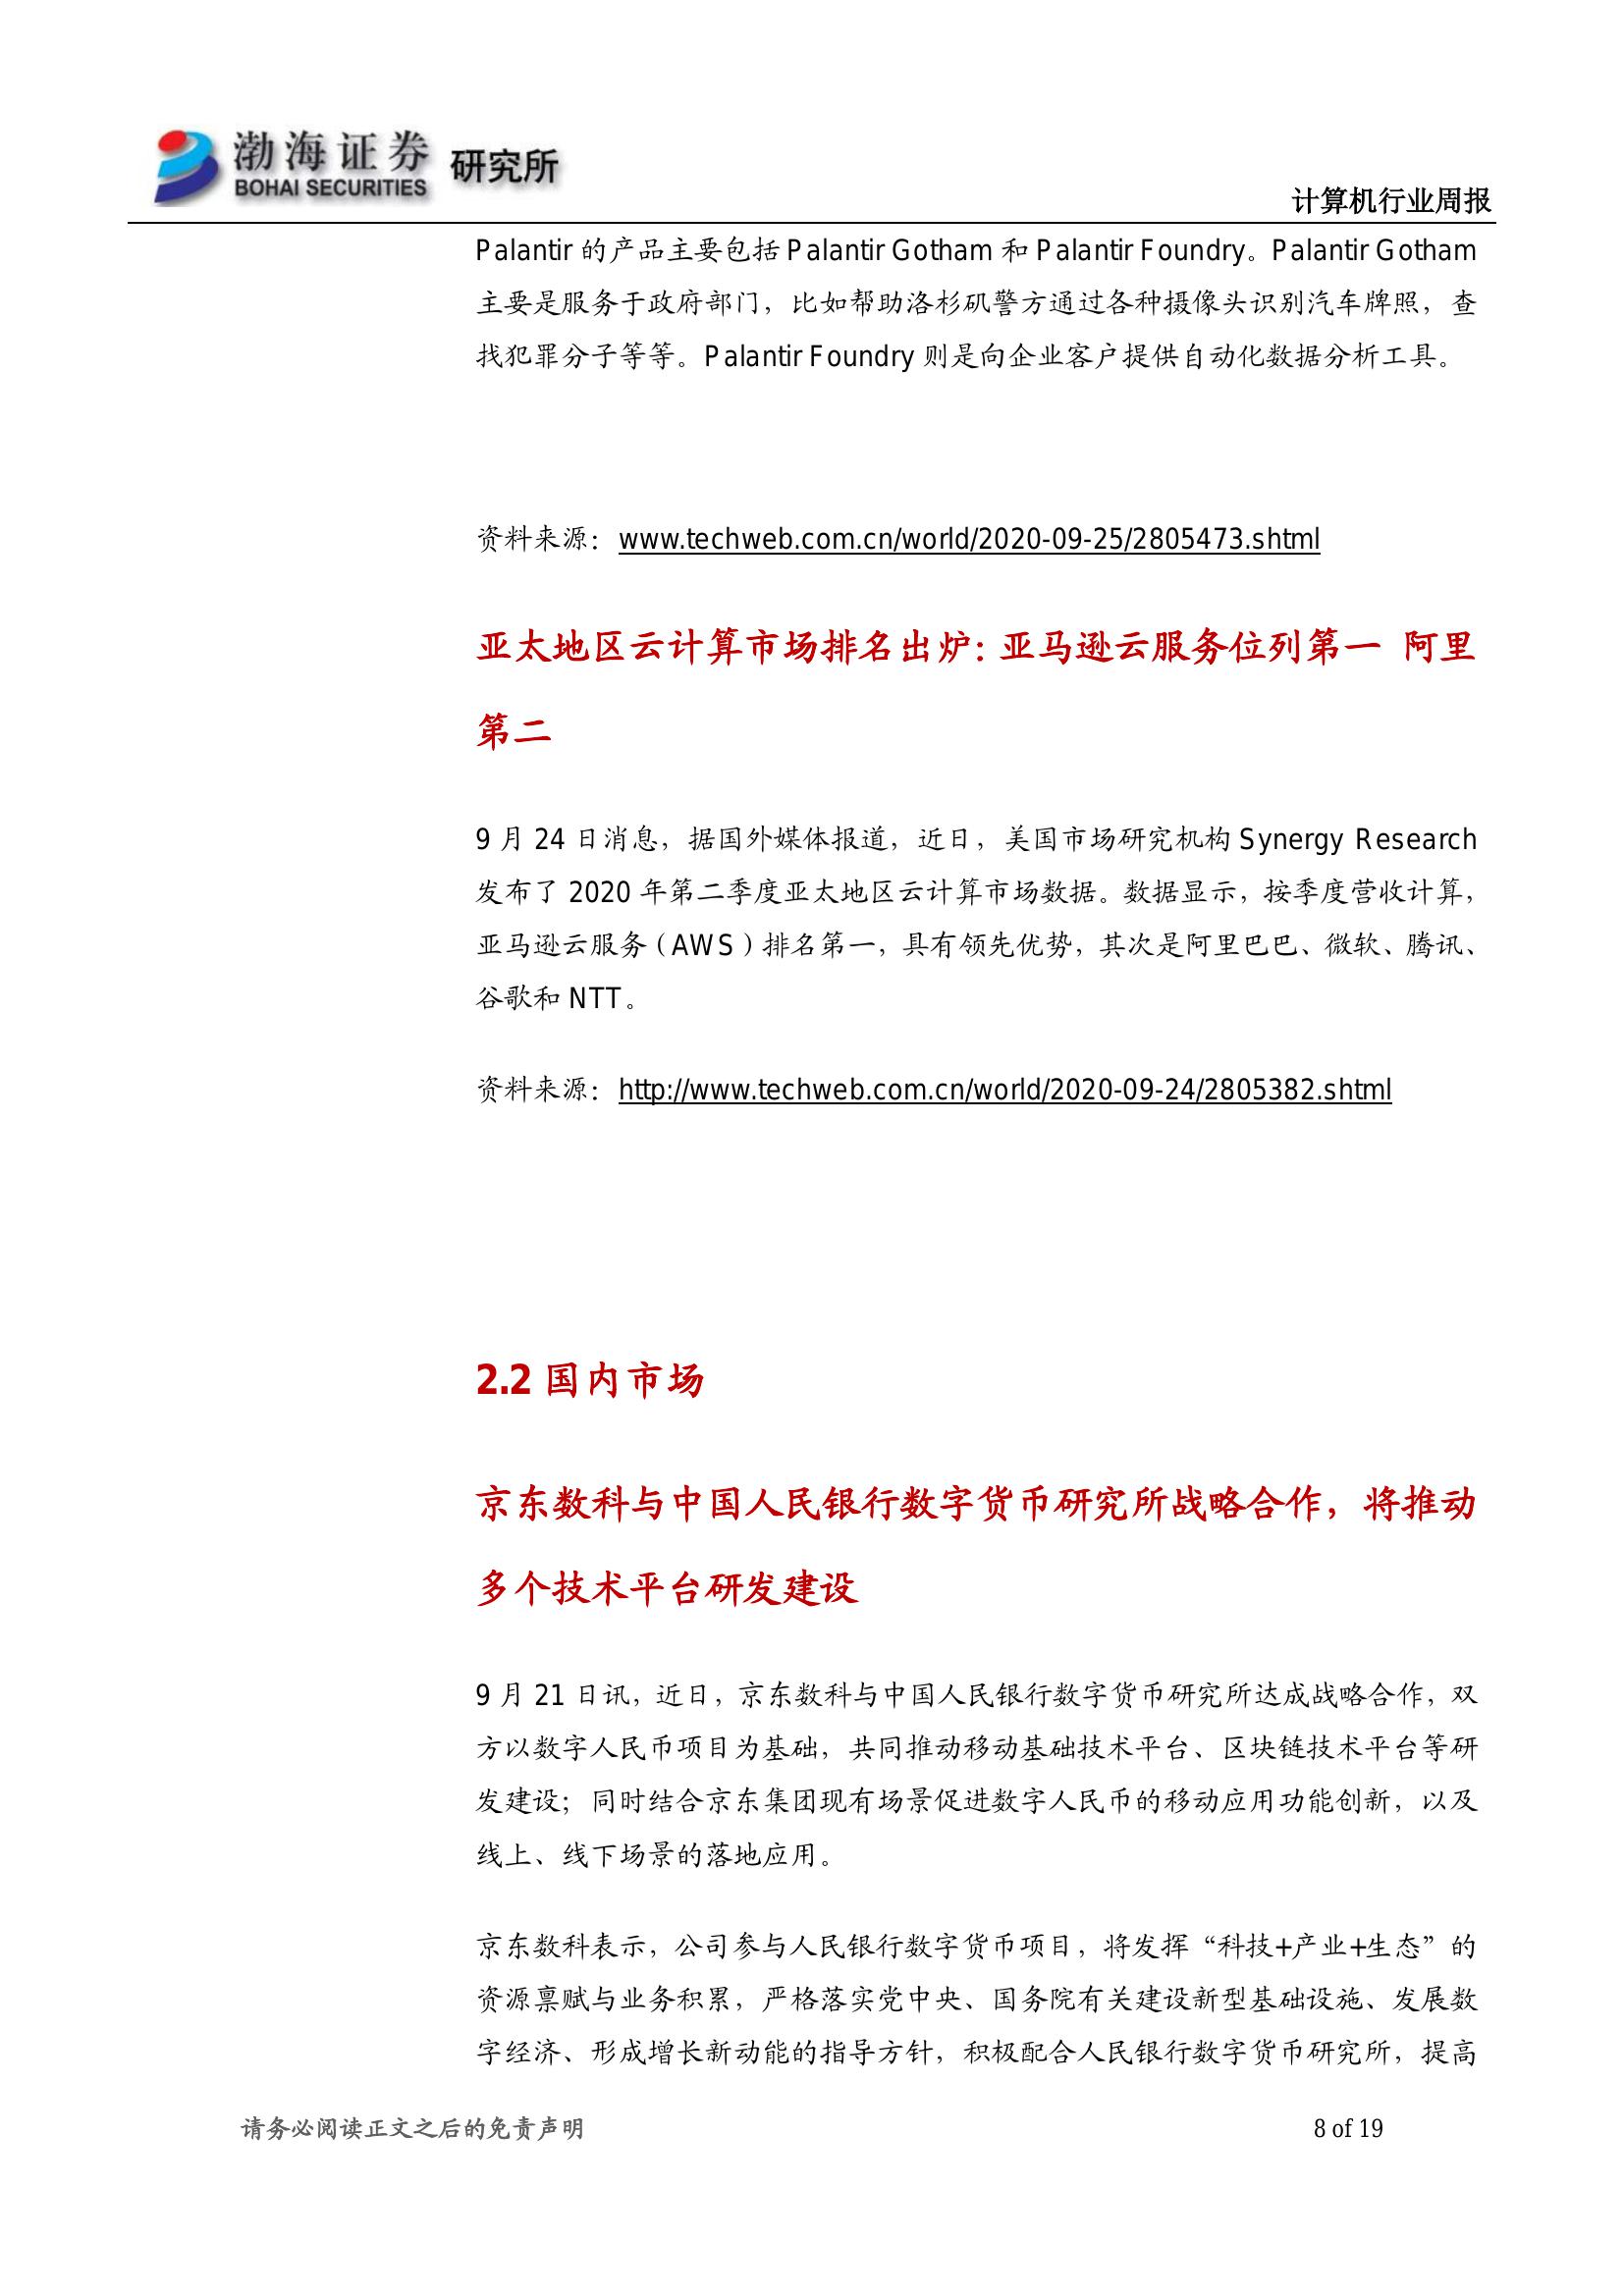 渤海证券
BOHAI SECURITIES
研究所
计算机行业周报
Palantir 的产品主要包括 Palantir Gotham 和 Palantir Foundry。Palantir Gotham
主要是服务于政府部门，比如帮助洛杉矶警方通过各种摄像头识别汽车牌照，查
找犯罪分子等等。Palantir Foundry 则是向企业客户提供自动化数据分析工具。
资料来源：www.techweb.com.cn/world/2020-09-25/2805473.shtml
亚太地区云计算市场排名出炉：亚马逊云服务位列第一 阿里
第二
9 月 24 日消息，据国外媒体报道，近日，美国市场研究机构 Synergy Research
发布了 2020 年第二季度亚太地区云计算市场数据。数据显示，按季度营收计算，
亚马逊云服务（AWS）排名第一，具有领先优势，其次是阿里巴巴、微软、腾讯、
谷歌和 NTT。
资料来源：http://www.techweb.com.cn/world/2020-09-24/2805382.shtml
2.2 国内市场
京东数科与中国人民银行数字货币研究所战略合作，将推动
多个技术平台研发建设
9 月 21 日讯，近日，京东数科与中国人民银行数字货币研究所达成战略合作，双
方以数字人民币项目为基础，共同推动移动基础技术平台、区块链技术平台等研
发建设；同时结合京东集团现有场景促进数字人民币的移动应用功能创新，以及
线上、线下场景的落地应用。
京东数科表示，公司参与人民银行数字货币项目，将发挥“科技+产业+生态”的
资源禀赋与业务积累，严格落实党中央、国务院有关建设新型基础设施、发展数
字经济、形成增长新动能的指导方针，积极配合人民银行数字货币研究所，提高
请务必阅读正文之后的免责声明
8 of 19